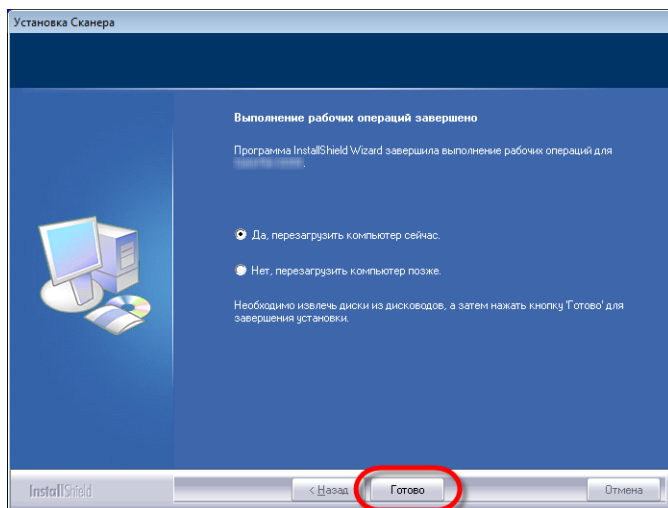 Установка Сканера
Выполнение рабочих операций завершено
Программа InstallShield Wizard завершила выполнение рабочих операций для
.
Да, перезагрузить компьютер сейчас.
Нет, перезагрузить компьютер позже.
Необходимо извлечь диски из дисководов, а затем нажать кнопку 'Готово' для
завершения установки.
InstallShield
< Назад
Готово
Отмена